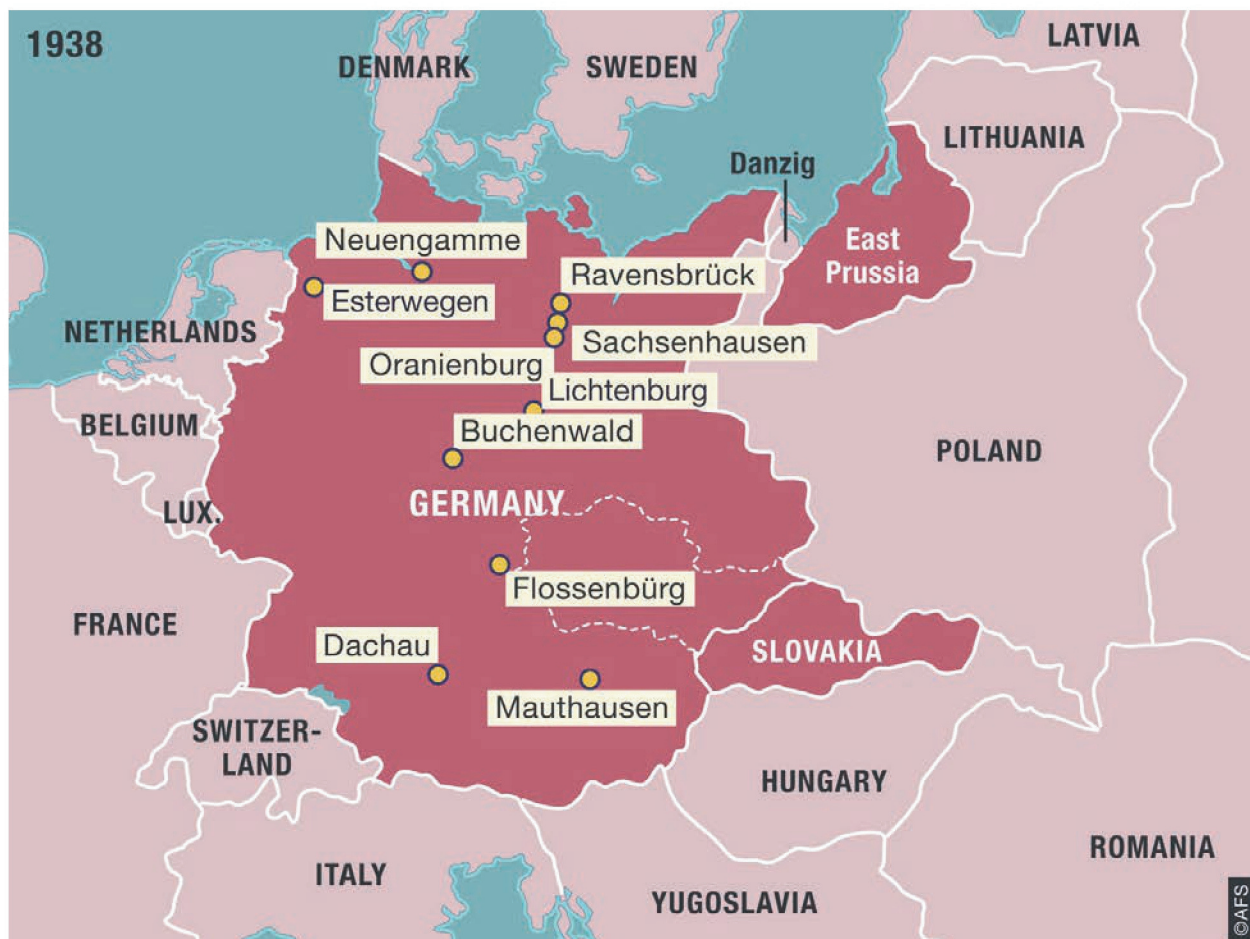 1938
DENMARK
SWEDEN
LATVIA
LITHUANIA
Danzig
East
Prussia
Neuengamme
Ravensbrück
Esterwegen
NETHERLANDS
Sachsenhausen
Oranienburg
Lichtenburg
BELGIUM
Buchenwald
POLAND
GERMANY
LUX.
Flossenbürg
FRANCE
Dachau
SLOVAKIA
Mauthausen
SWITZER-
LAND
HUNGARY
ROMANIA
ITALY
YUGOSLAVIA
©AFS